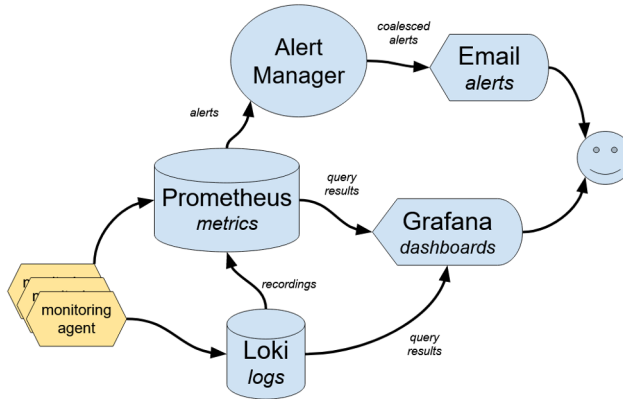 Alert
Manager
coalesced
alerts
Email
alerts
alerts
Prometheus
metrics
query
results
Grafana
dashboards
monitoring
agent
recordings
Loki
logs
query
results